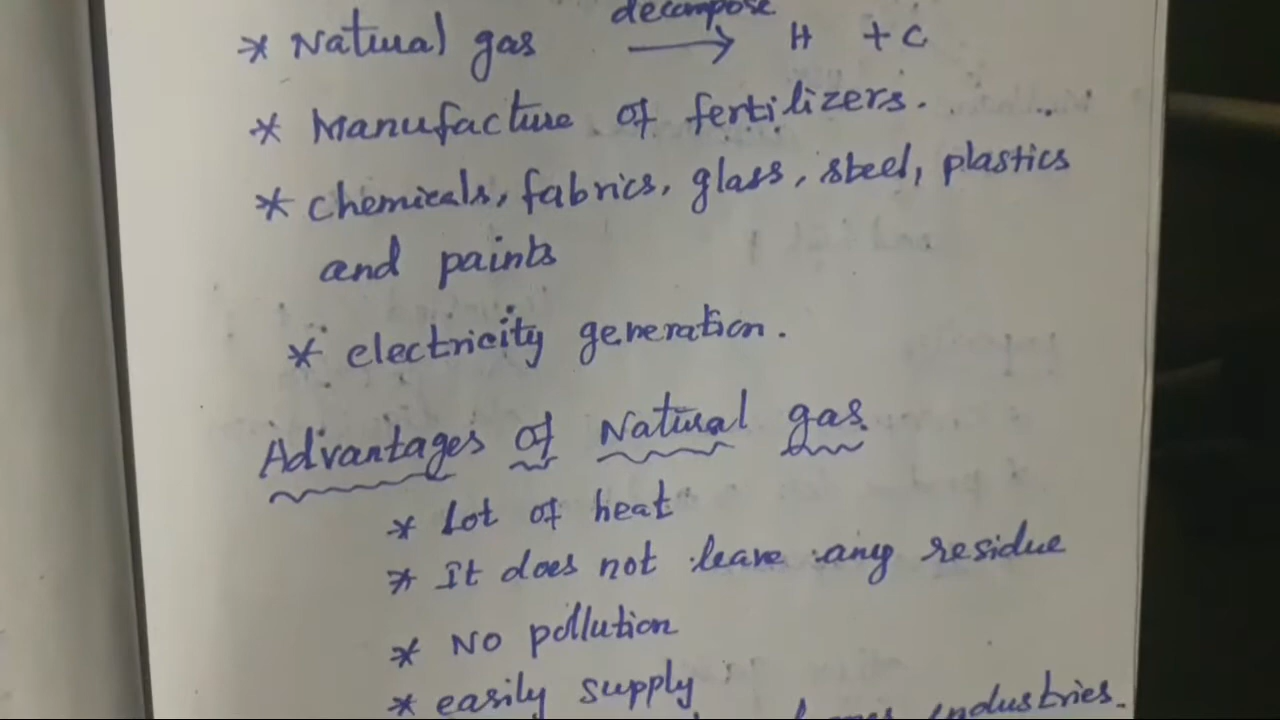 decompose
* Natural gas → H + C
* Manufacture of fertilizers.
* chemicals, fabrics, glass, steel, plastics
and paints
* electricity generation.
Advantages of Natural gas
* Lot of heat
* It does not leave any residue
* No pollution
* easily supply
industries.